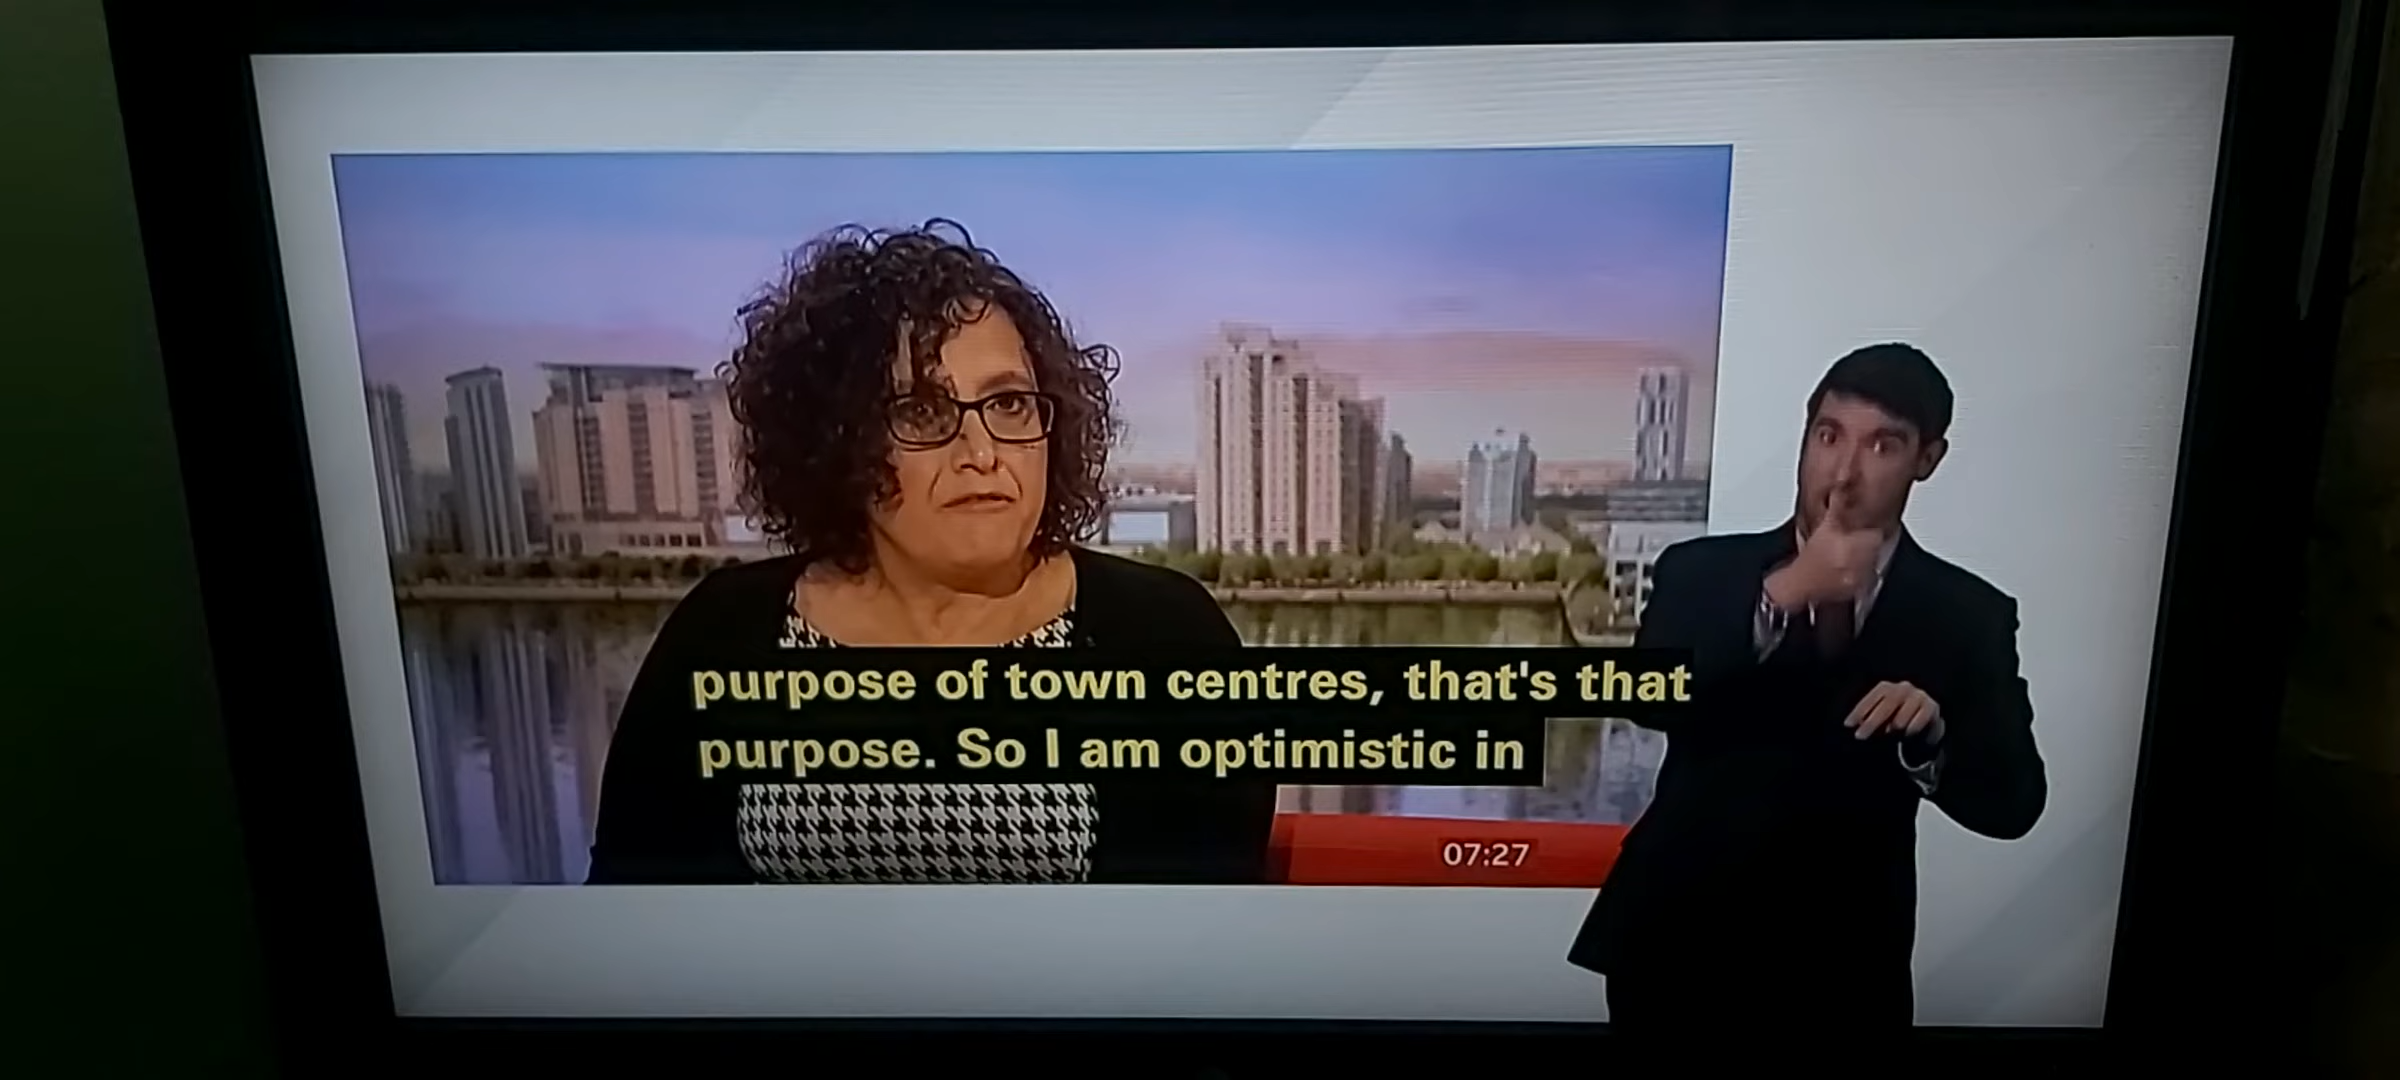 purpose of town centres, that's that
purpose. So I am optimistic in
07:27